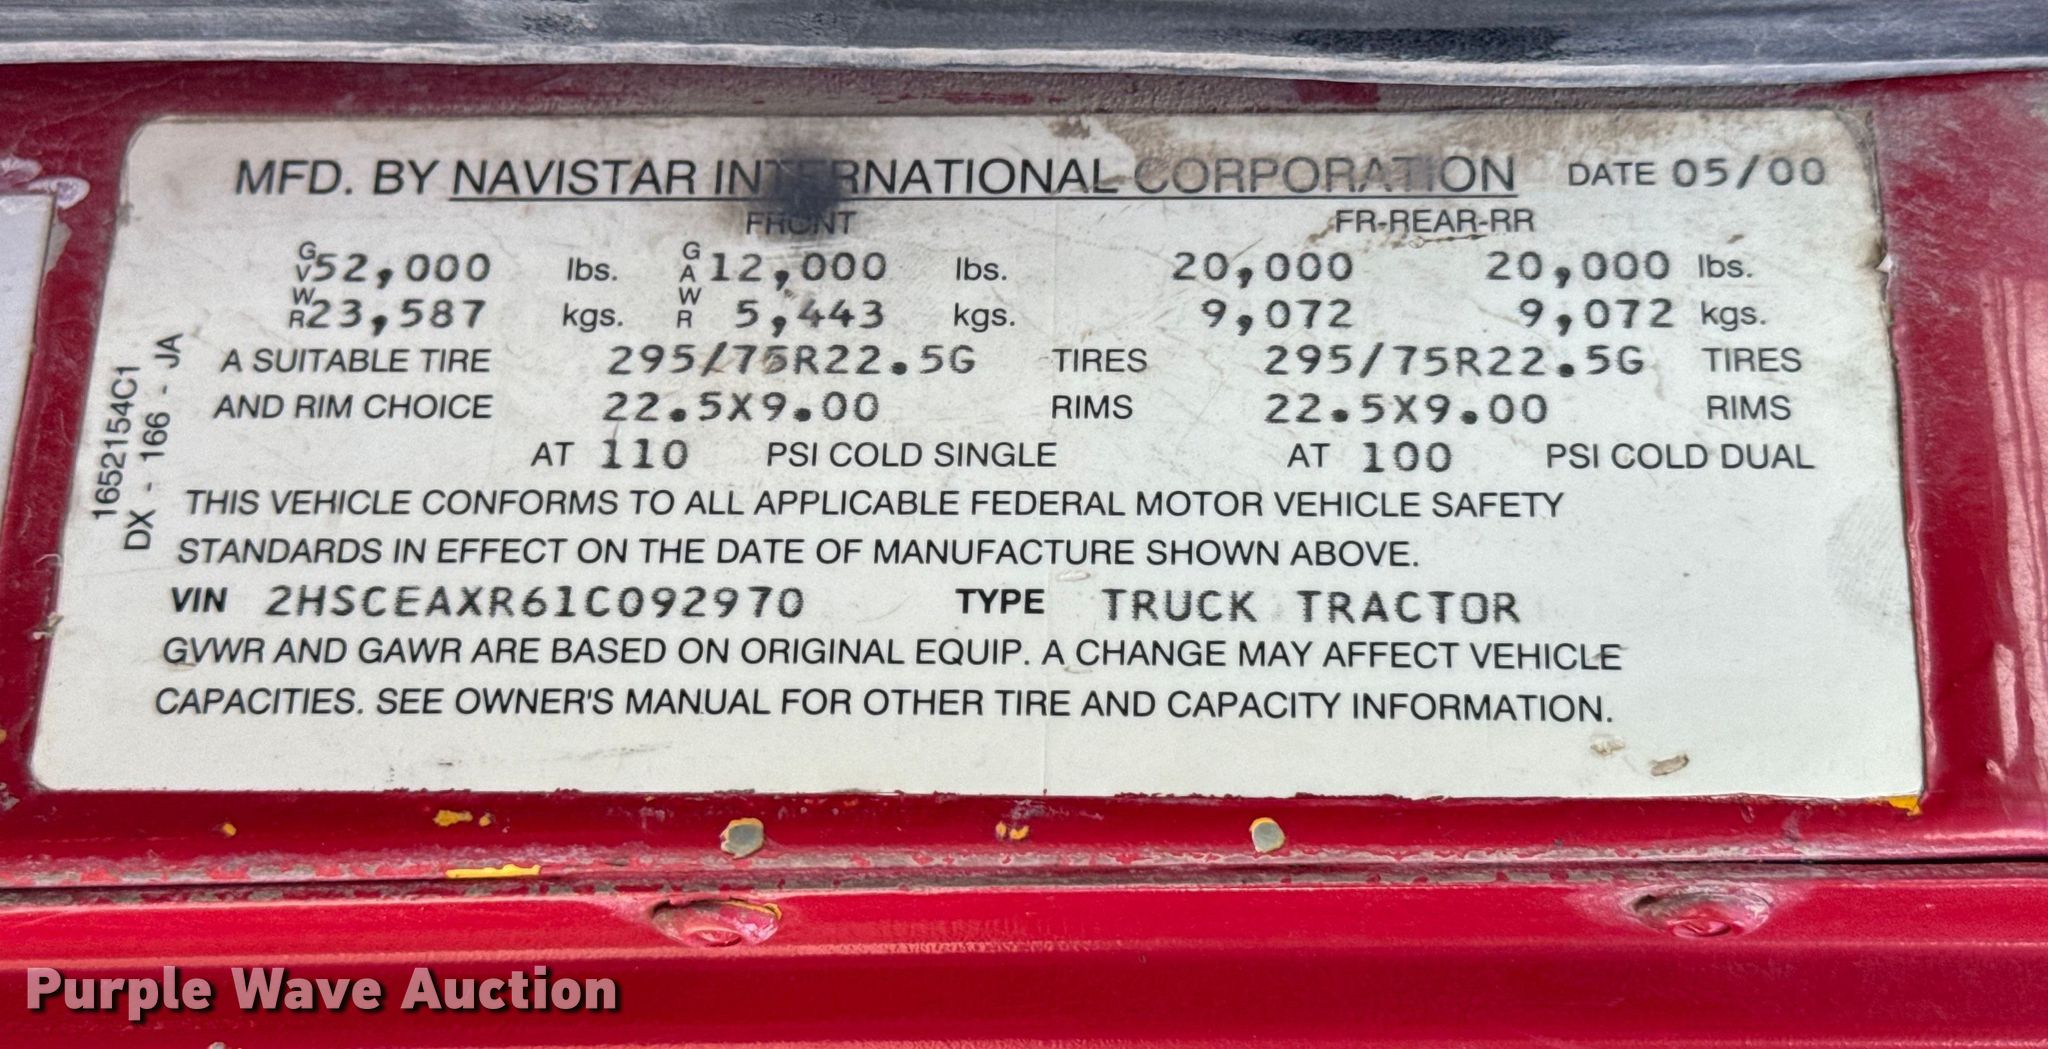 MFD. BY NAVISTAR INTERNATIONAL CORPORATION DATE 05/00
FRONT FR-REAR-RR
GVWR 52,000 lbs. GAWR 12,000 lbs. 20,000 20,000 lbs.
23,587 kgs. 5,443 kgs. 9,072 9,072 kgs.
A SUITABLE TIRE 295/75R22.5G TIRES 295/75R22.5G TIRES
AND RIM CHOICE 22.5X9.00 RIMS 22.5X9.00 RIMS
AT 110 PSI COLD SINGLE AT 100 PSI COLD DUAL
THIS VEHICLE CONFORMS TO ALL APPLICABLE FEDERAL MOTOR VEHICLE SAFETY
STANDARDS IN EFFECT ON THE DATE OF MANUFACTURE SHOWN ABOVE.
VIN 2HSCEAXR61C092970 TYPE TRUCK TRACTOR
GVWR AND GAWR ARE BASED ON ORIGINAL EQUIP. A CHANGE MAY AFFECT VEHICLE
CAPACITIES. SEE OWNER'S MANUAL FOR OTHER TIRE AND CAPACITY INFORMATION.
1652154C1
DX - 166 - JA
Purple Wave Auction